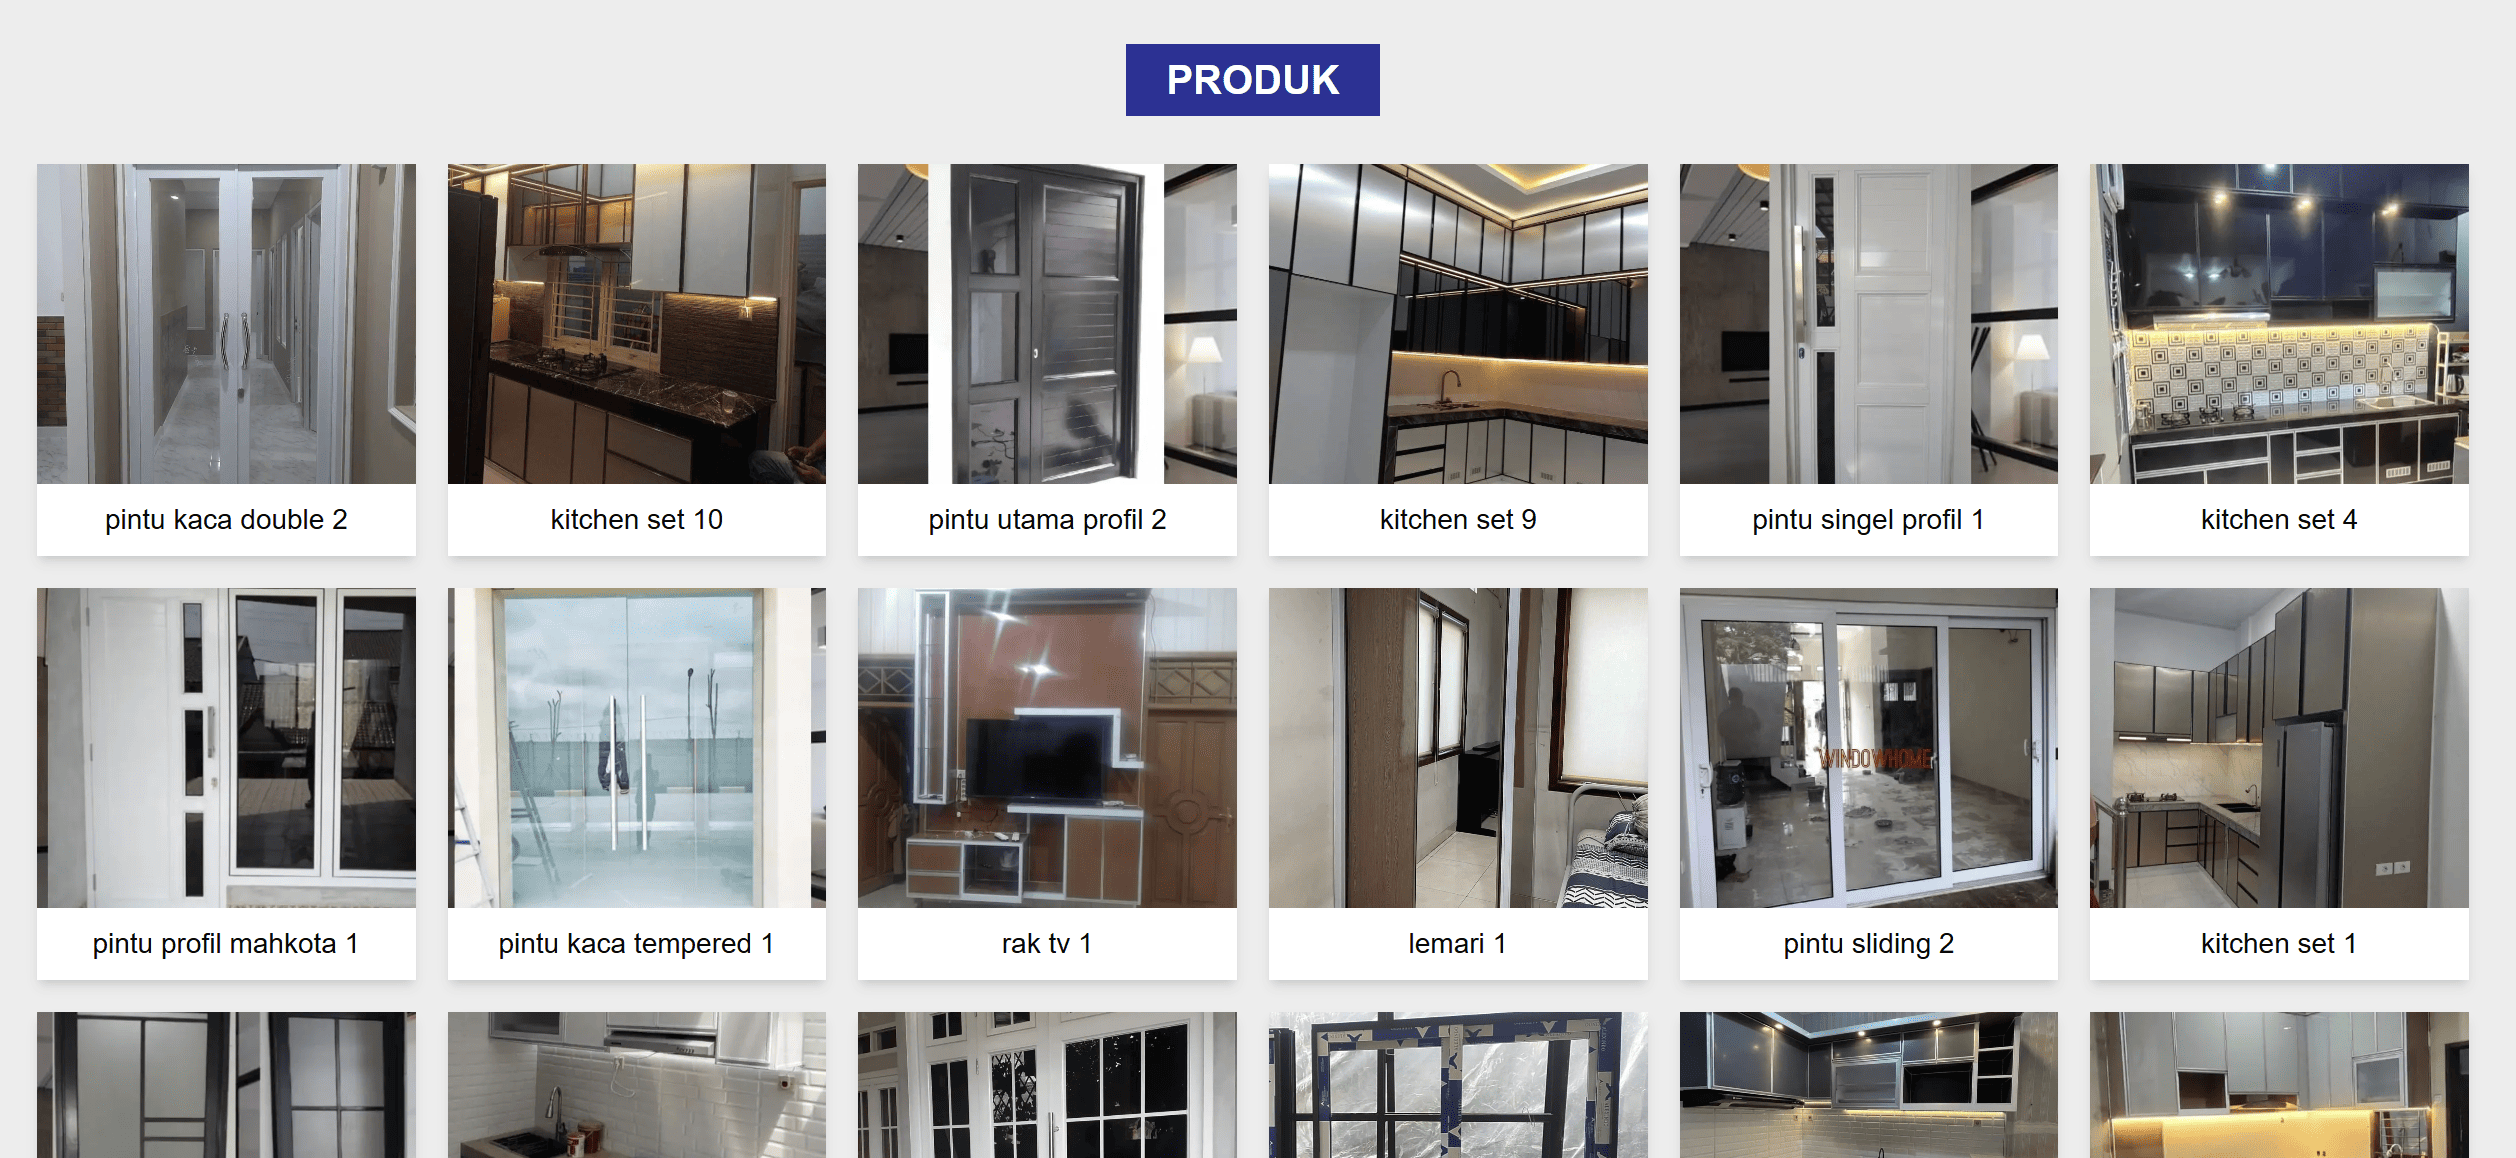 PRODUK
pintu kaca double 2
kitchen set 10
pintu utama profil 2
kitchen set 9
pintu singel profil 1
kitchen set 4
WINDOWHOME
pintu profil mahkota 1
pintu kaca tempered 1
rak tv 1
lemari 1
pintu sliding 2
kitchen set 1